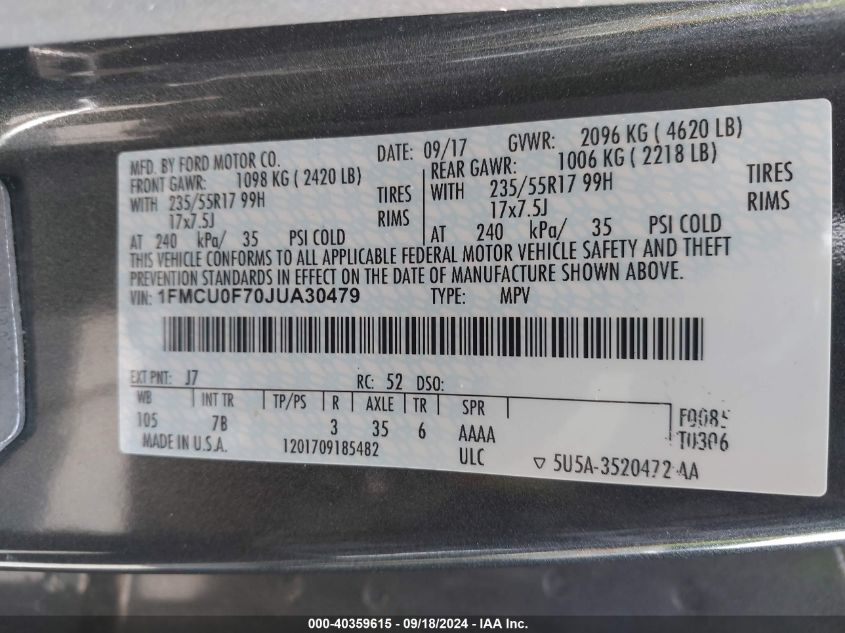 MFD. BY FORD MOTOR CO. DATE: 09/17 GVWR: 2096 KG ( 4620 LB)
FRONT GAWR: 1098 KG ( 2420 LB) REAR GAWR: 1006 KG ( 2218 LB)
WITH 235/55R17 99H TIRES WITH 235/55R17 99H TIRES
17x7.5J RIMS 17x7.5J RIMS
AT 240 kPa/ 35 PSI COLD AT 240 kPa/ 35 PSI COLD
THIS VEHICLE CONFORMS TO ALL APPLICABLE FEDERAL MOTOR VEHICLE SAFETY AND THEFT
PREVENTION STANDARDS IN EFFECT ON THE DATE OF MANUFACTURE SHOWN ABOVE.
VIN: 1FMCU0F70JUA30479 TYPE: MPV
EXT PNT: J7 RC: 52 DSO:
WB INT TR TP/PS R AXLE TR SPR
105 7B 3 35 6 AAAA
F0085
T0306
MADE IN U.S.A. 1201709185482 ULC ▽ 5U5A-3520472-AA
000-40359615 - 09/18/2024 - IAA Inc.